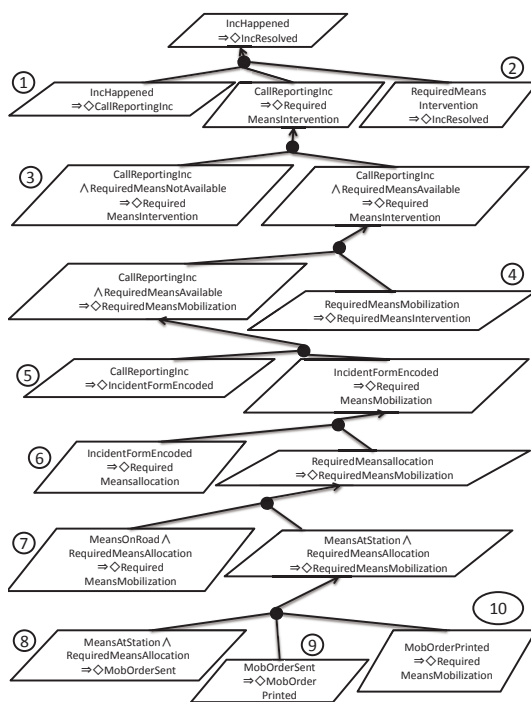 IncHappened
⇒◇IncResolved
1
IncHappened
⇒◇CallReportingInc
CallReportingInc
⇒◇Required
MeansIntervention
2
RequiredMeans
Intervention
⇒◇IncResolved
3
CallReportingInc
∧RequiredMeansNotAvailable
⇒◇Required
MeansIntervention
CallReportingInc
∧RequiredMeansAvailable
⇒◇Required
MeansIntervention
CallReportingInc
∧RequiredMeansAvailable
⇒◇RequiredMeansMobilization
4
RequiredMeansMobilization
⇒◇RequiredMeansIntervention
5
CallReportingInc
⇒◇IncidentFormEncoded
IncidentFormEncoded
⇒◇Required
MeansMobilization
6
IncidentFormEncoded
⇒◇Required
Meansallocation
RequiredMeansallocation
⇒◇RequiredMeansMobilization
7
MeansOnRoad∧
RequiredMeansAllocation
⇒◇Required
MeansMobilization
MeansAtStation∧
RequiredMeansAllocation
⇒◇RequiredMeansMobilization
8
MeansAtStation∧
RequiredMeansAllocation
⇒◇MobOrderSent
9
MobOrderSent
⇒◇MobOrder
Printed
10
MobOrderPrinted
⇒◇Required
MeansMobilization